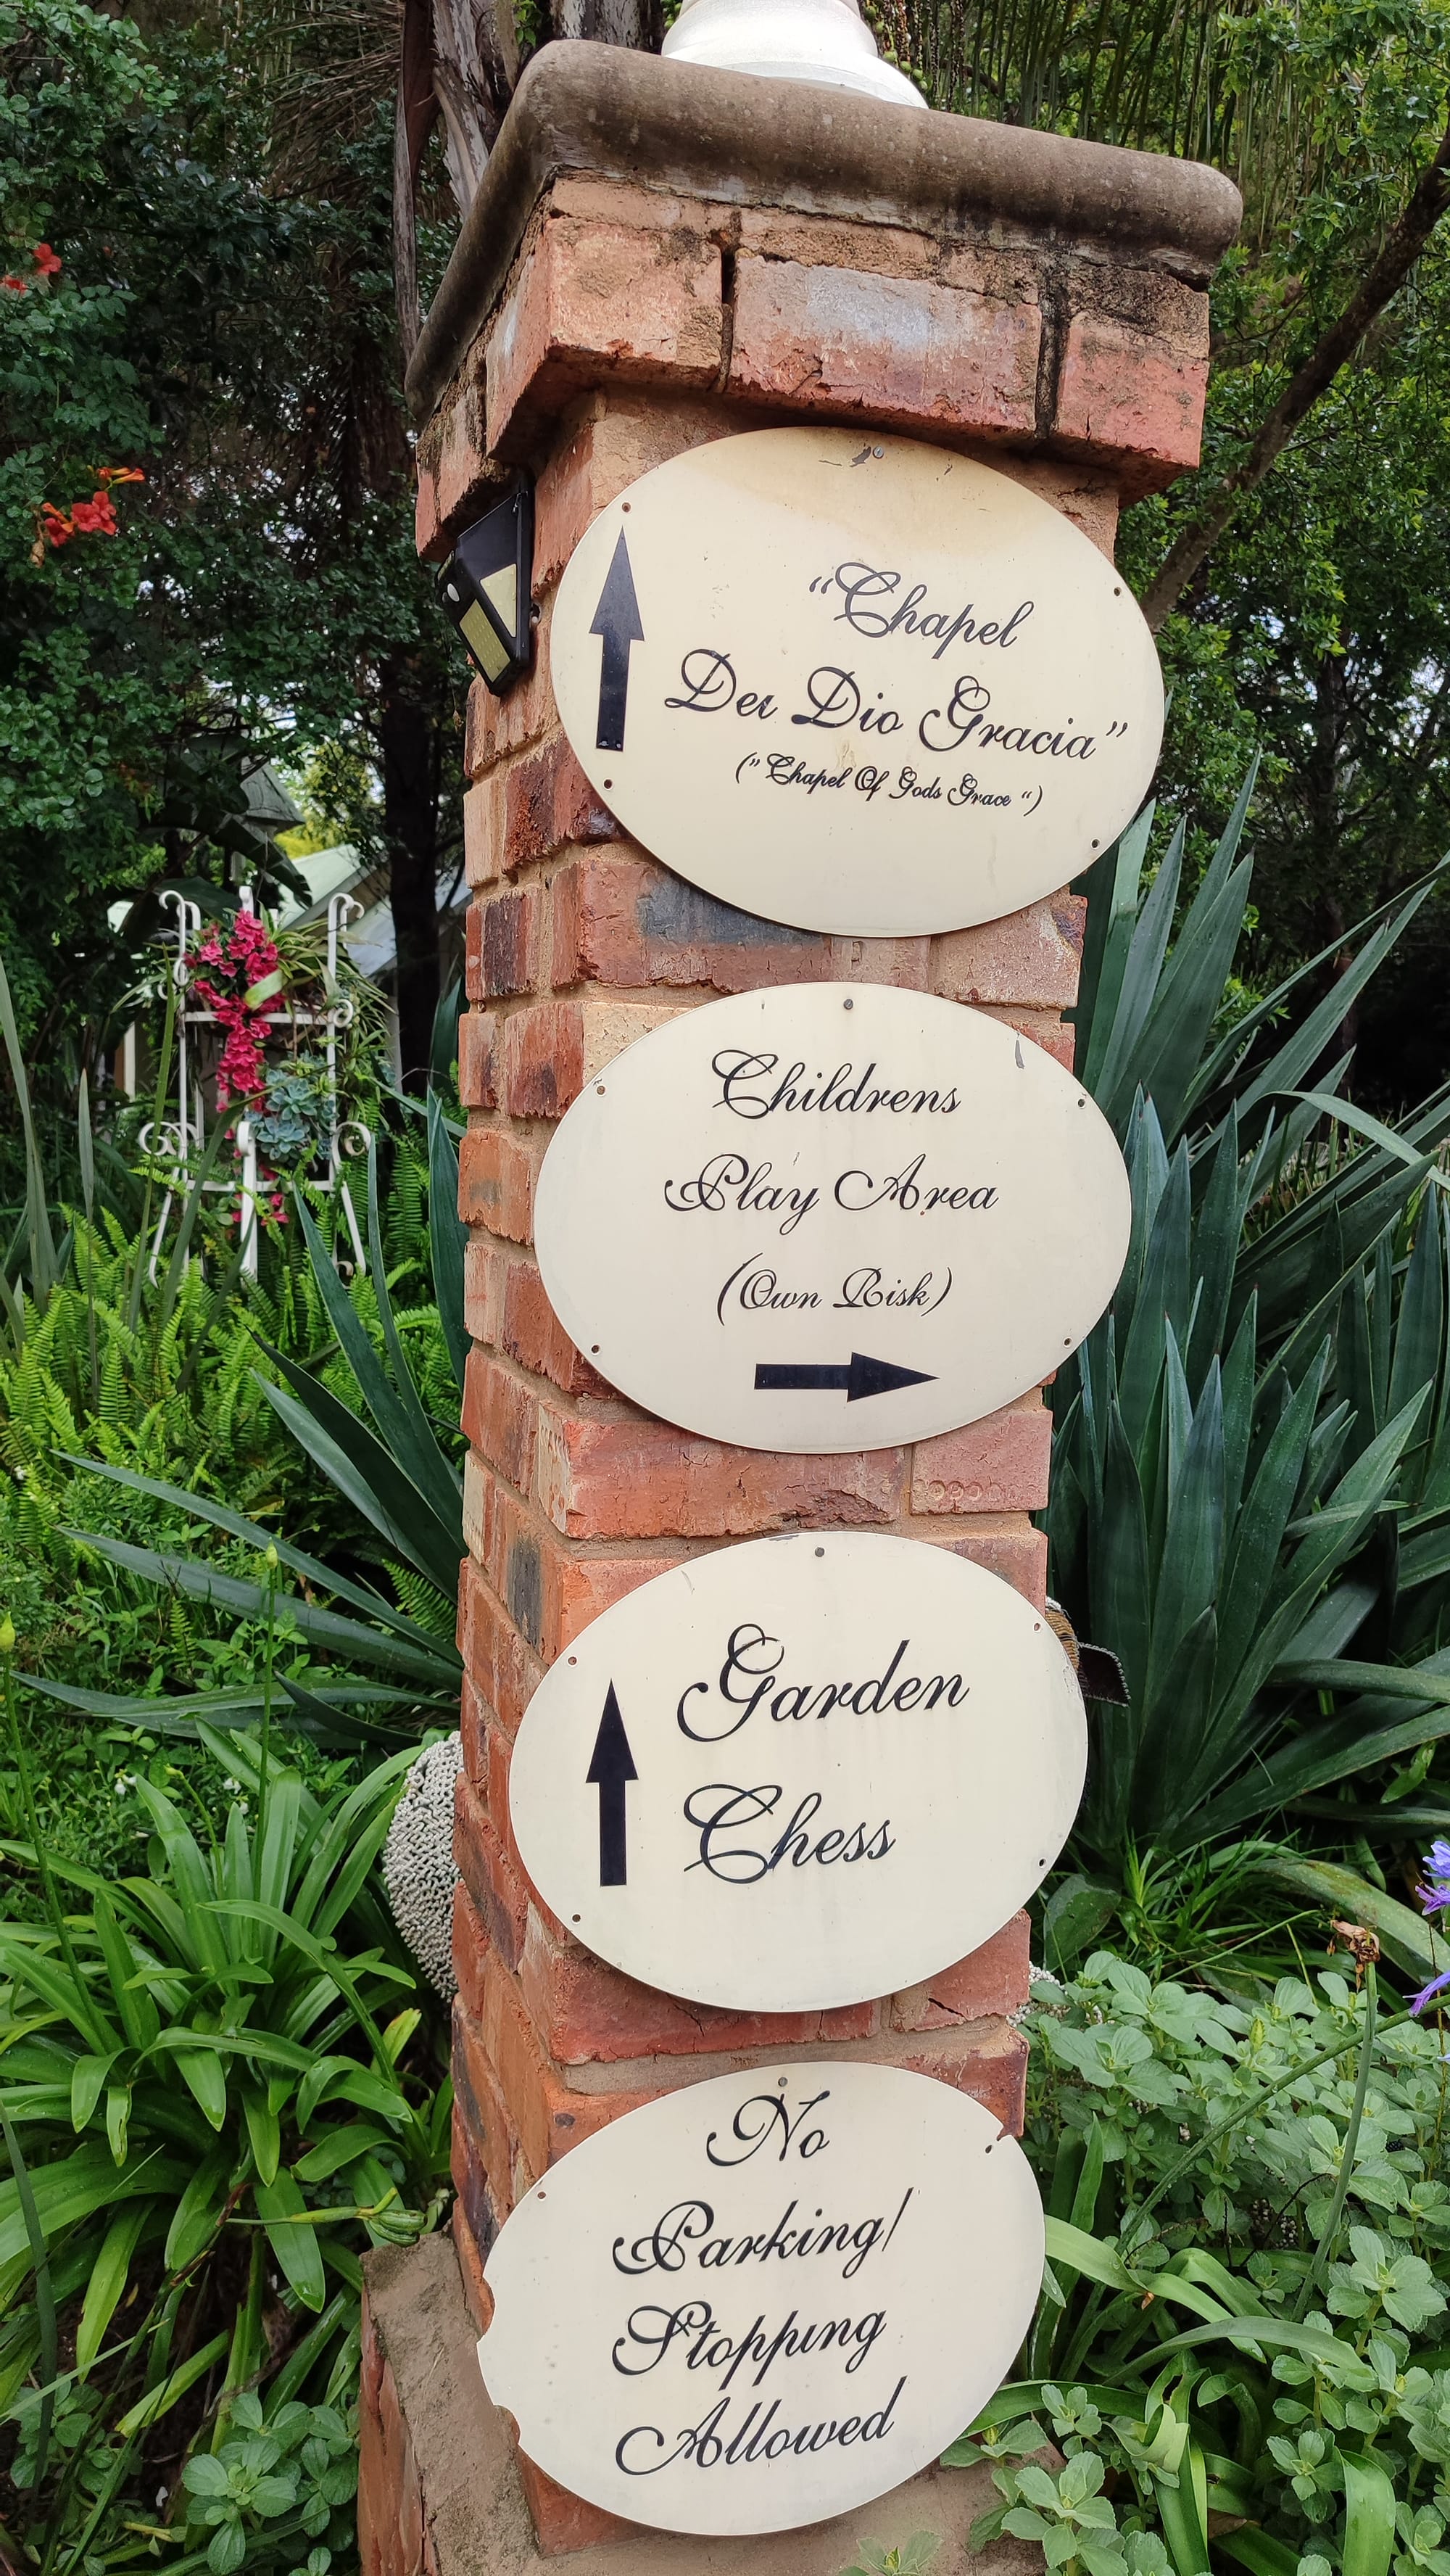 “Chapel
Dei Dio Gracia”
(”Chapel Of Gods Grace “)
Childrens
Play Area
(Own Risk)
Garden
Chess
No
Parking/
Stopping
Allowed